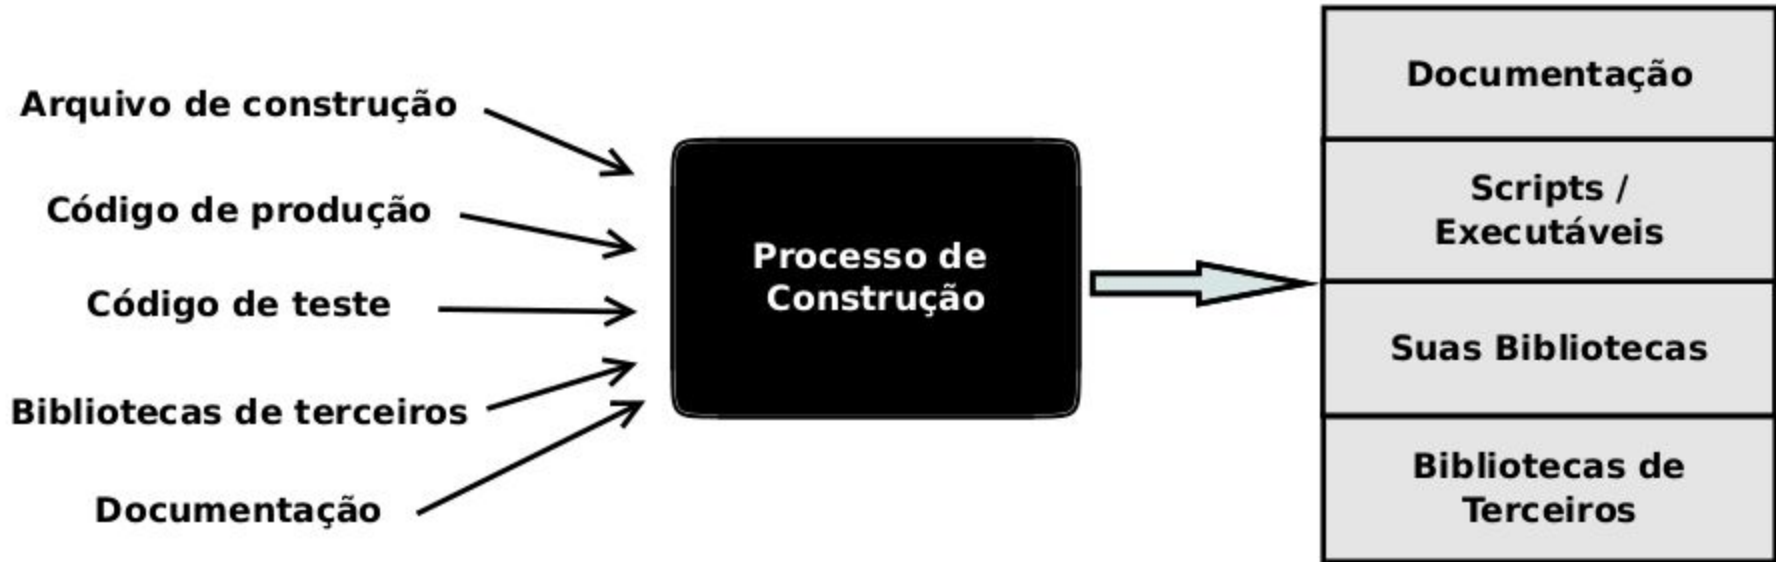 Arquivo de construção
Código de produção
Código de teste
Bibliotecas de terceiros
Documentação
Processo de
Construção
Documentação
Scripts /
Executáveis
Suas Bibliotecas
Bibliotecas de
Terceiros